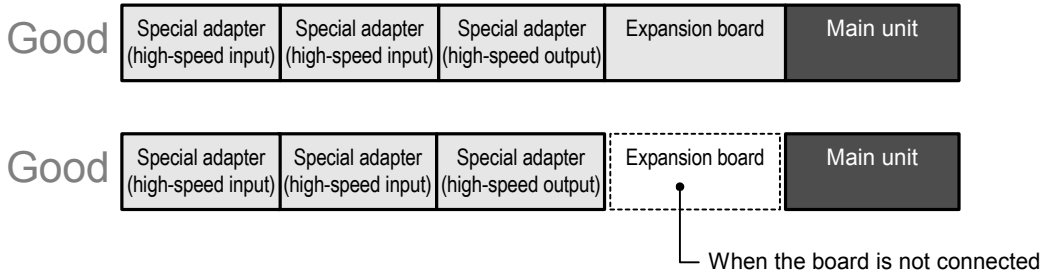 Good
Special adapter
(high-speed input)
Special adapter
(high-speed input)
Special adapter
(high-speed output)
Expansion board
Main unit
Good
Special adapter
(high-speed input)
Special adapter
(high-speed input)
Special adapter
(high-speed output)
Expansion board
Main unit
When the board is not connected